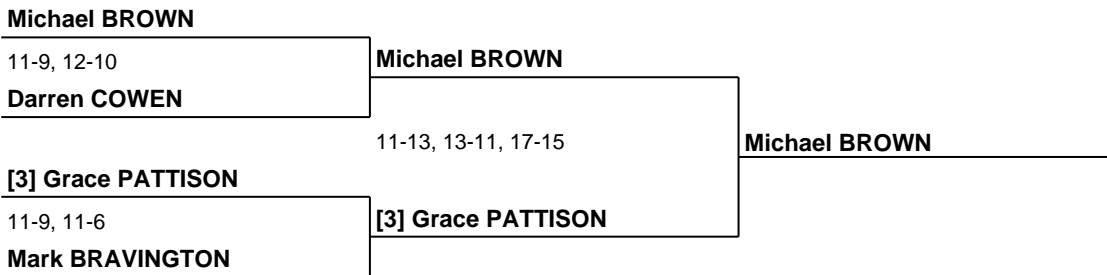 Michael BROWN
11-9, 12-10
Michael BROWN
Darren COWEN
11-13, 13-11, 17-15
Michael BROWN
[3] Grace PATTISON
11-9, 11-6
[3] Grace PATTISON
Mark BRAVINGTON